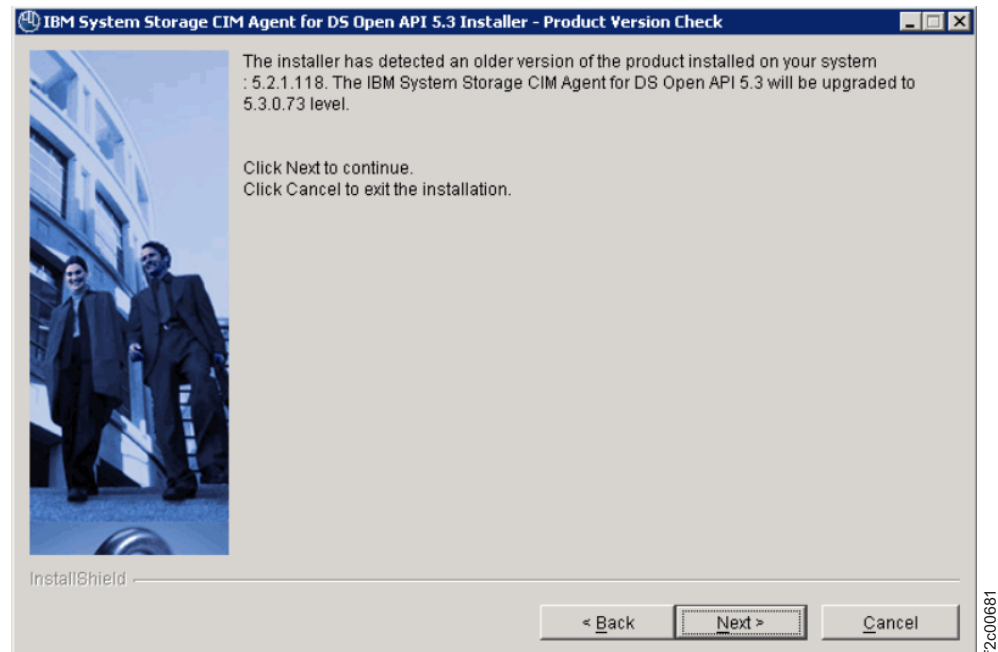 IBM System Storage CIM Agent for DS Open API 5.3 Installer - Product Version Check
The installer has detected an older version of the product installed on your system
: 5.2.1.118. The IBM System Storage CIM Agent for DS Open API 5.3 will be upgraded to
5.3.0.73 level.
Click Next to continue.
Click Cancel to exit the installation.
InstallShield
< Back
Next >
Cancel
f2c00681